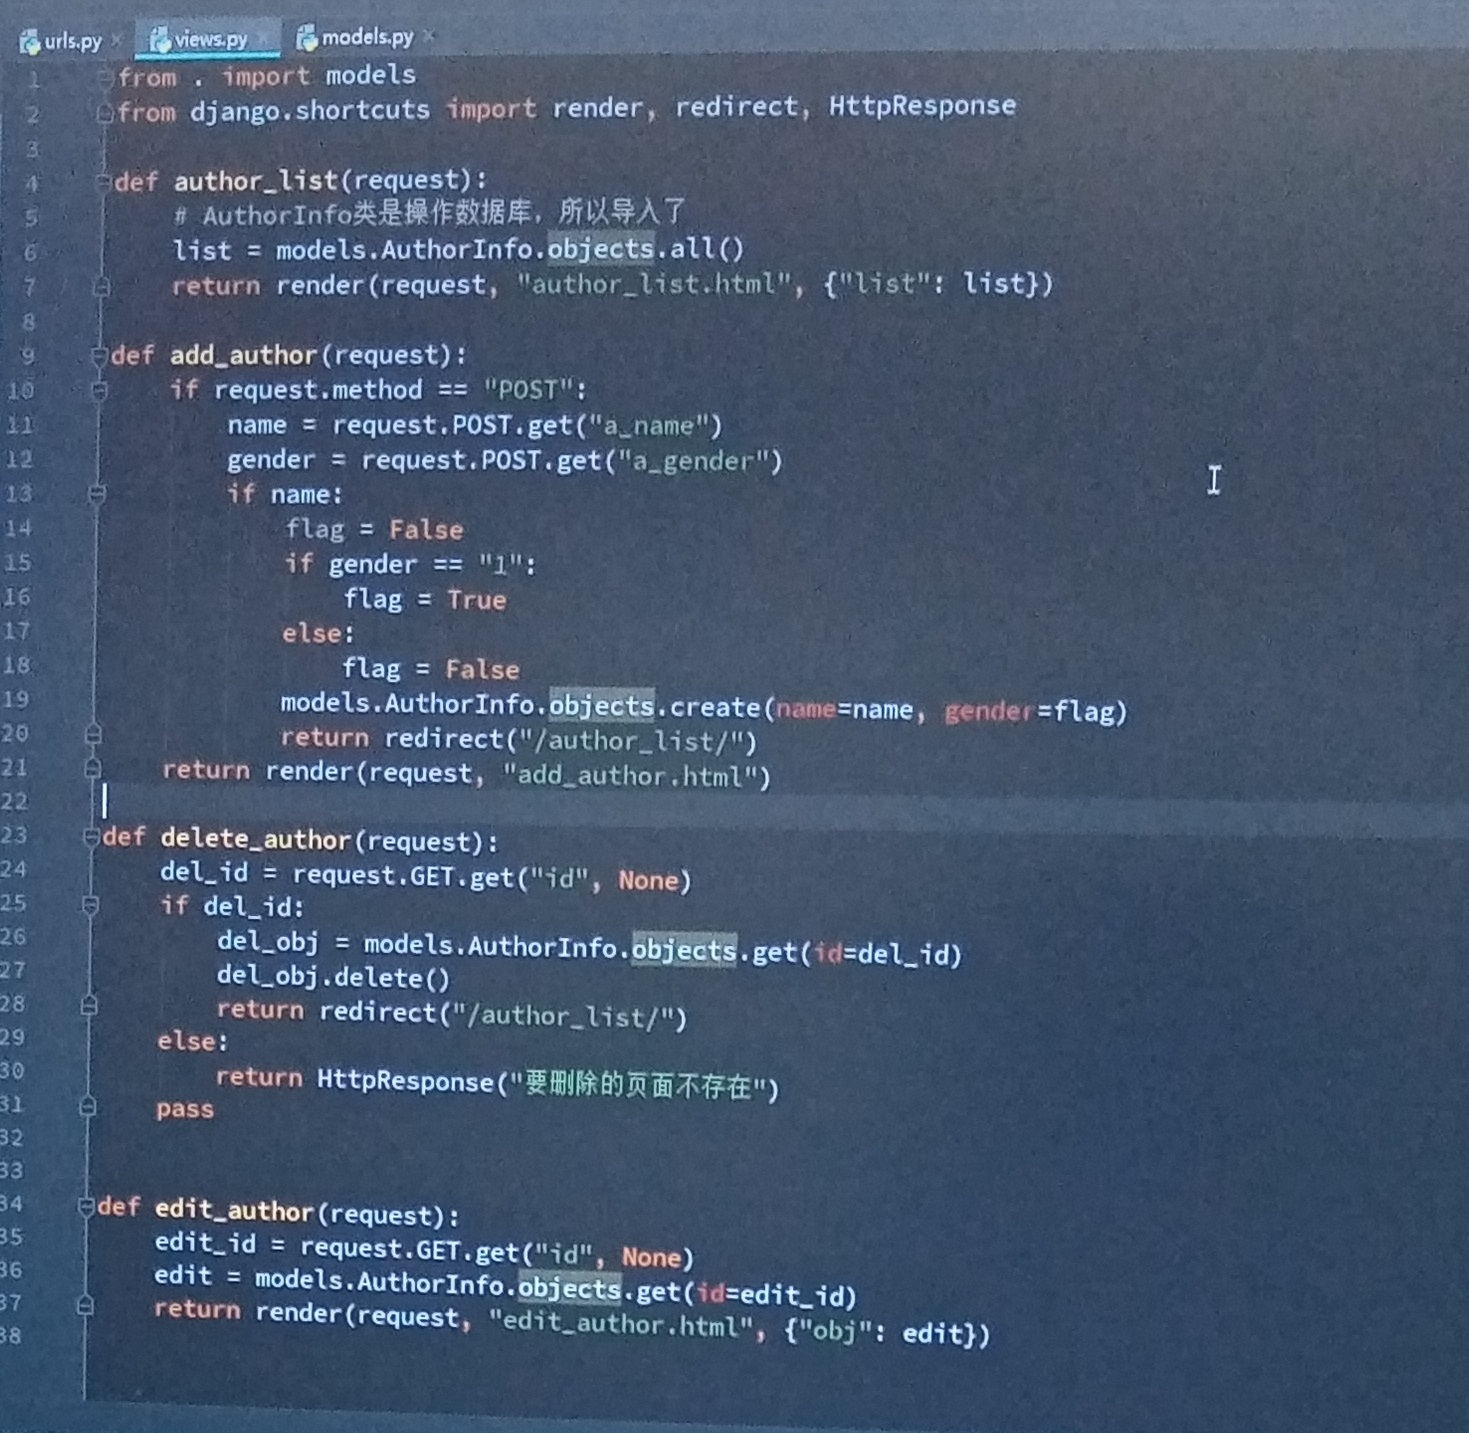 urls.py × views.py × models.py ×
1 from . import models
2 from django.shortcuts import render, redirect, HttpResponse
3
4 def author_list(request):
5     # AuthorInfo类是操作数据库，所以导入了
6     list = models.AuthorInfo.objects.all()
7     return render(request, "author_list.html", {"list": list})
8
9 def add_author(request):
10     if request.method == "POST":
11         name = request.POST.get("a_name")
12         gender = request.POST.get("a_gender")
13         if name:
14             flag = False
15             if gender == "1":
16                 flag = True
17             else:
18                 flag = False
19             models.AuthorInfo.objects.create(name=name, gender=flag)
20             return redirect("/author_list/")
21     return render(request, "add_author.html")
22
23 def delete_author(request):
24     del_id = request.GET.get("id", None)
25     if del_id:
26         del_obj = models.AuthorInfo.objects.get(id=del_id)
27         del_obj.delete()
28         return redirect("/author_list/")
29     else:
30         return HttpResponse("要删除的页面不存在")
31     pass
32
33
34 def edit_author(request):
35     edit_id = request.GET.get("id", None)
36     edit = models.AuthorInfo.objects.get(id=edit_id)
37     return render(request, "edit_author.html", {"obj": edit})
38